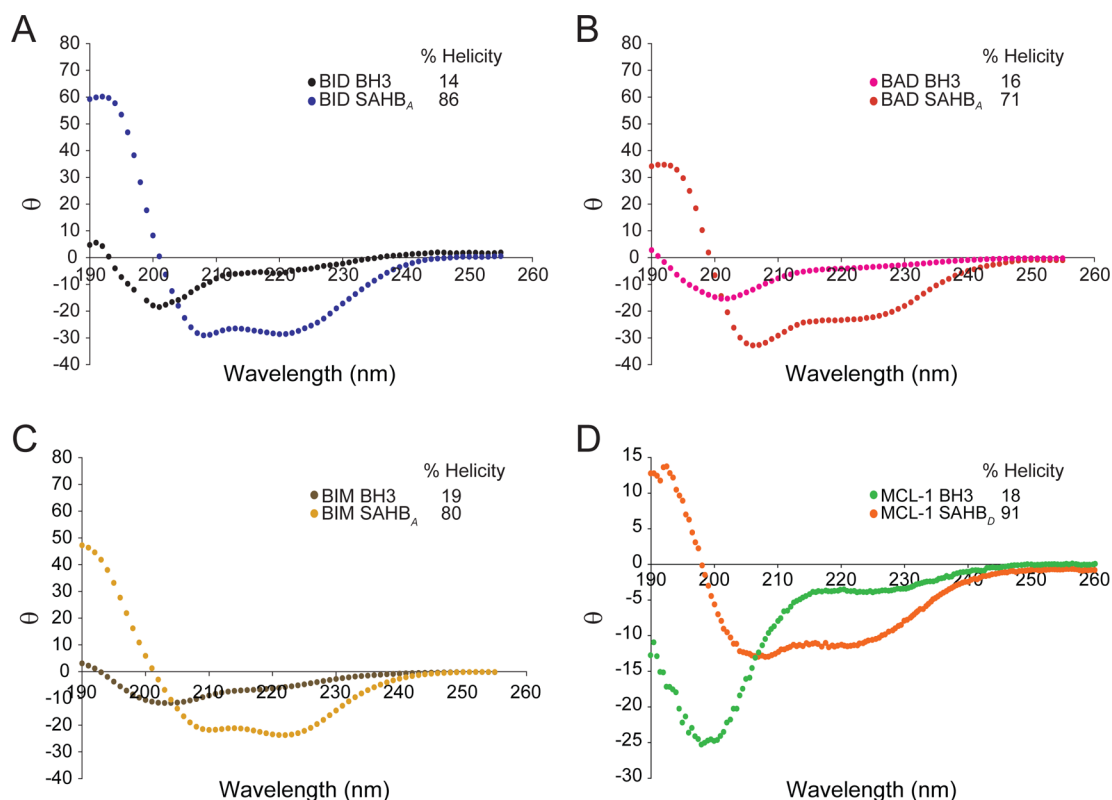 A
80
% Helicity
70
BID BH3 14
60
BID SAHB_A 86
50
40
30
20
10
0
-10
-20
-30
-40
θ
190 200 210 220 230 240 250 260
Wavelength (nm)
B
80
% Helicity
70
BAD BH3 16
60
BAD SAHB_A 71
50
40
30
20
10
0
-10
-20
-30
-40
θ
190 200 210 220 230 240 250 260
Wavelength (nm)
C
80
% Helicity
70
BIM BH3 19
60
BIM SAHB_A 80
50
40
30
20
10
0
-10
-20
-30
-40
θ
190 200 210 220 230 240 250 260
Wavelength (nm)
D
15
% Helicity
MCL-1 BH3 18
10
MCL-1 SAHB_D 91
5
0
-5
-10
-15
-20
-25
-30
θ
190 200 210 220 230 240 250 260
Wavelength (nm)